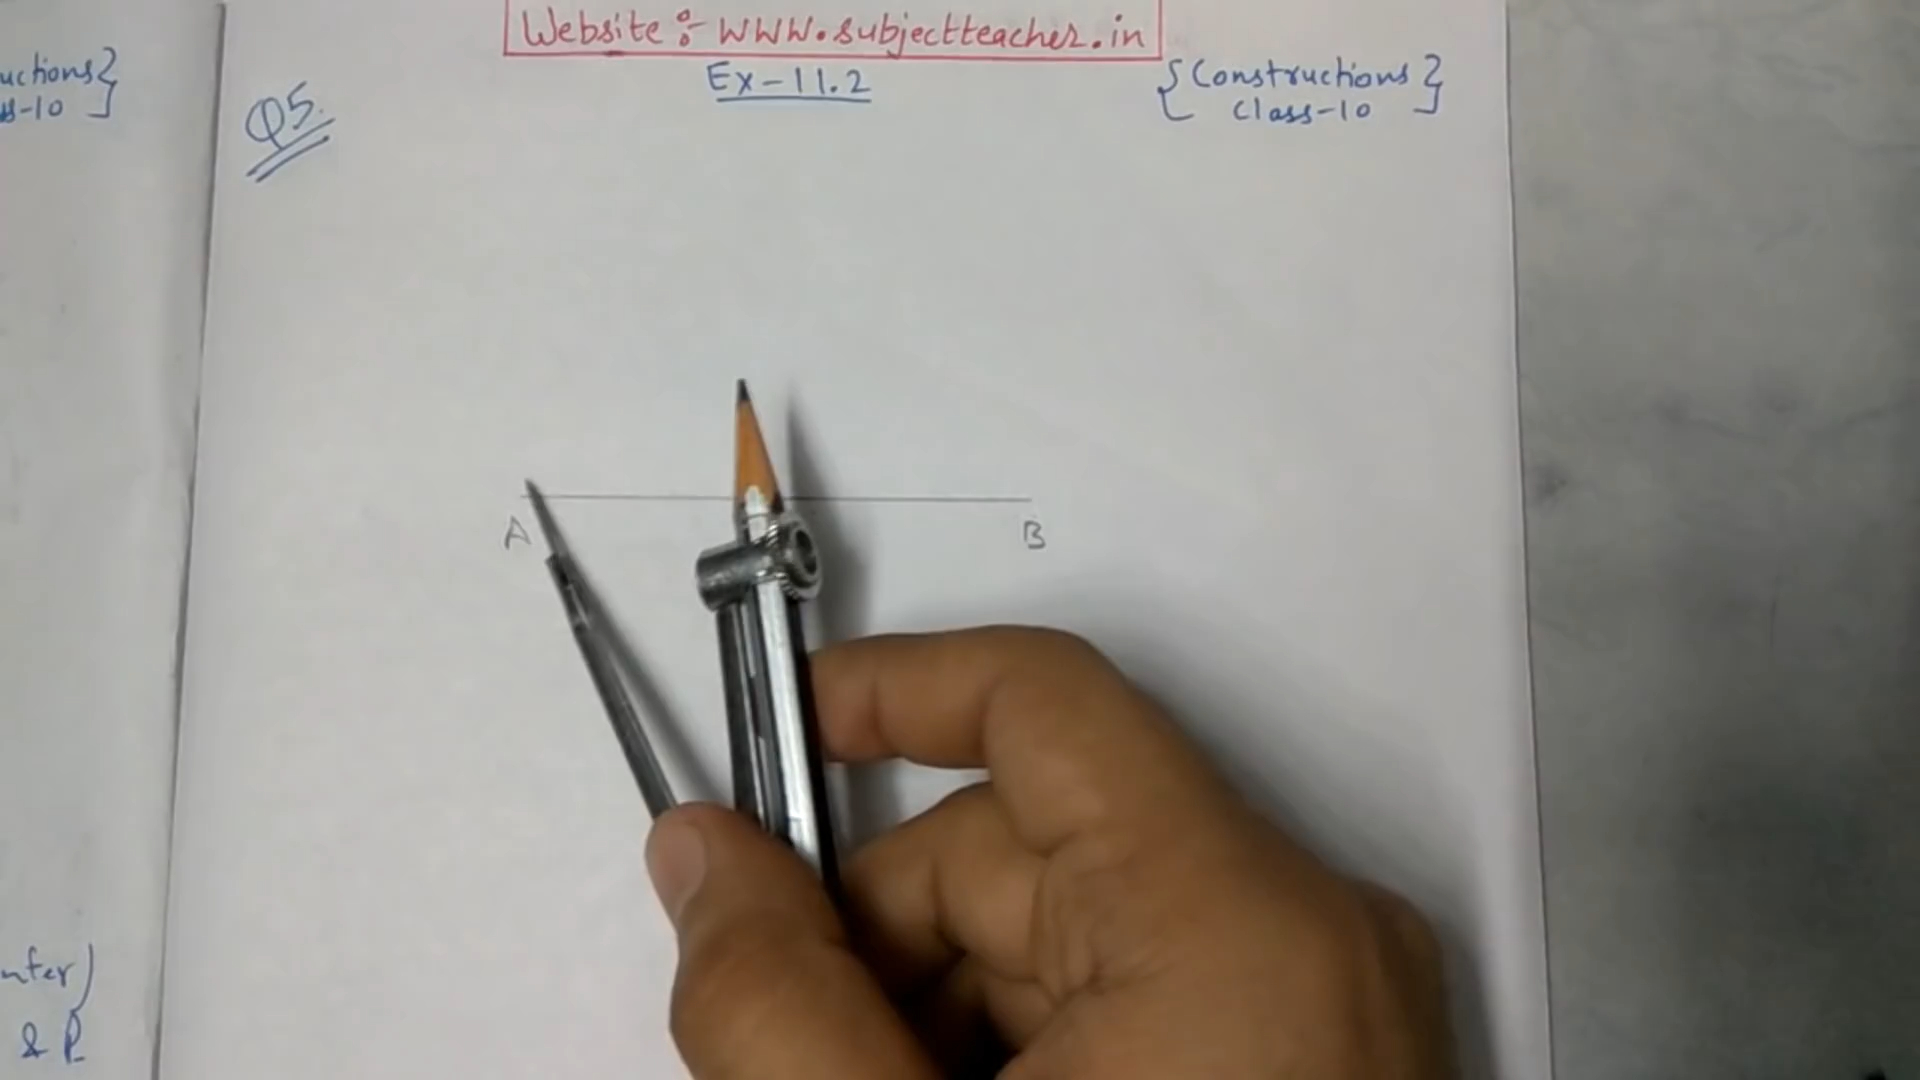 Website :- www.subjectteacher.in
Ex-11.2
{Constructions}
Class-10
Q5.
A
B
& P